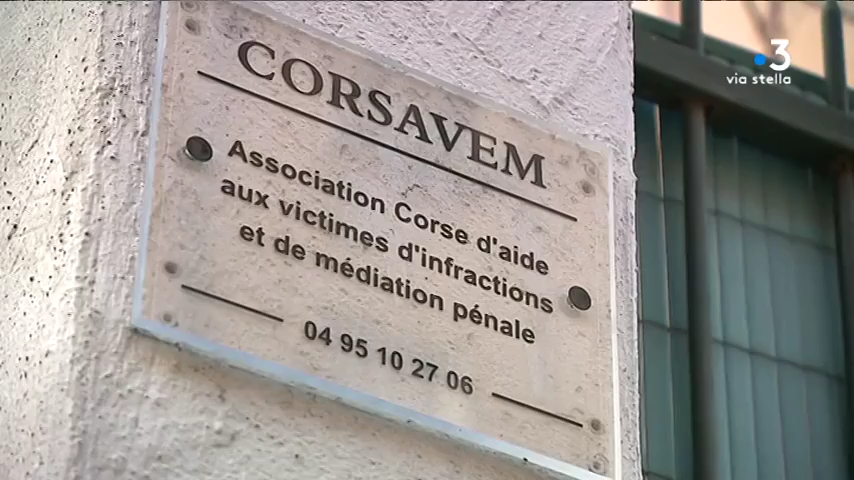 3
via stella
CORSAVEM
Association Corse d'aide
aux victimes d'infractions
et de médiation pénale
04 95 10 27 06